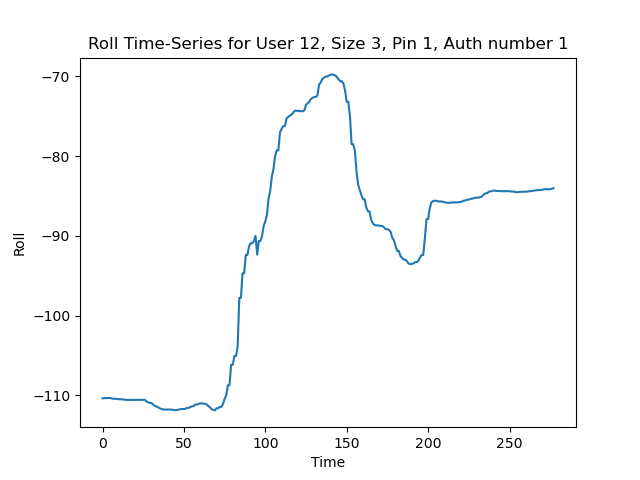 Roll Time-Series for User 12, Size 3, Pin 1, Auth number 1
−70
−80
−90
−100
−110
Roll
0 50 100 150 200 250
Time